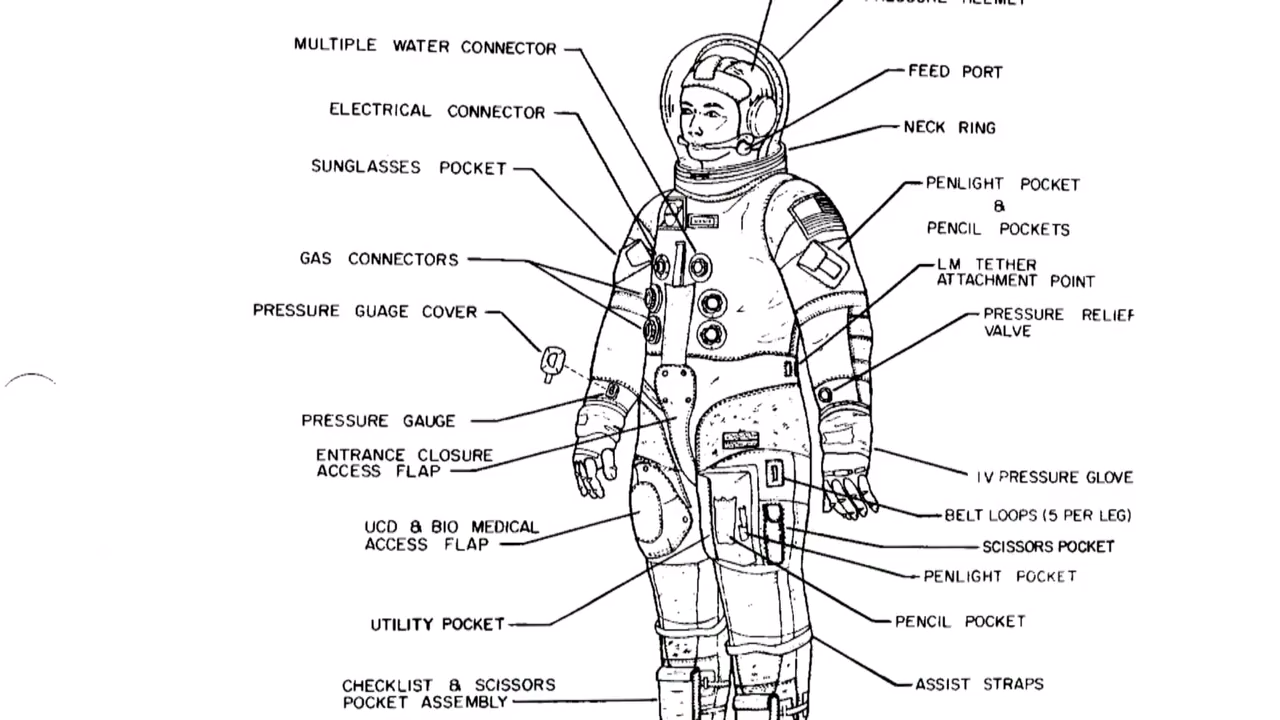 PRESSURE HELMET
MULTIPLE WATER CONNECTOR
FEED PORT
ELECTRICAL CONNECTOR
NECK RING
SUNGLASSES POCKET
PENLIGHT POCKET
&
PENCIL POCKETS
GAS CONNECTORS
LM TETHER
ATTACHMENT POINT
PRESSURE GUAGE COVER
PRESSURE RELIEF
VALVE
PRESSURE GAUGE
ENTRANCE CLOSURE
ACCESS FLAP
IV PRESSURE GLOVE
BELT LOOPS (5 PER LEG)
UCD & BIO MEDICAL
ACCESS FLAP
SCISSORS POCKET
PENLIGHT POCKET
UTILITY POCKET
PENCIL POCKET
CHECKLIST & SCISSORS
POCKET ASSEMBLY
ASSIST STRAPS